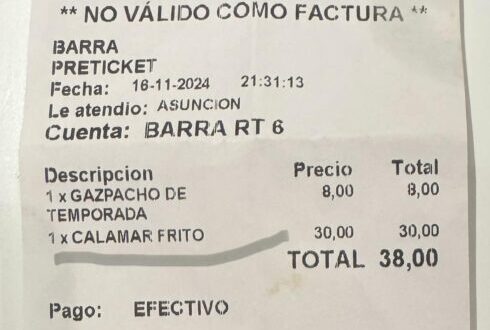 ** NO VÁLIDO COMO FACTURA **
BARRA
PRETICKET
Fecha: 16-11-2024 21:31:13
Le atendio: ASUNCION
Cuenta: BARRA RT 6
Descripcion Precio Total
1 x GAZPACHO DE 8,00 8,00
TEMPORADA
1 x CALAMAR FRITO 30,00 30,00
TOTAL 38,00
Pago: EFECTIVO